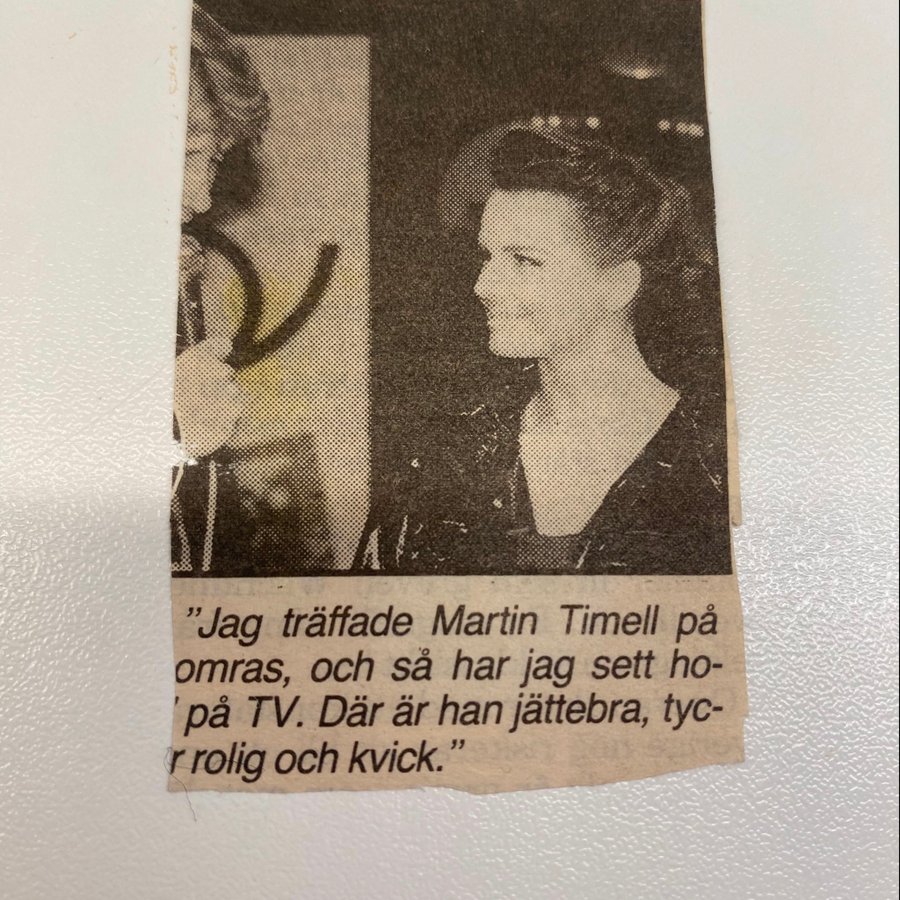 "Jag träffade Martin Timell på
omras, och så har jag sett ho-
på TV. Där är han jättebra, tyc-
r rolig och kvick."